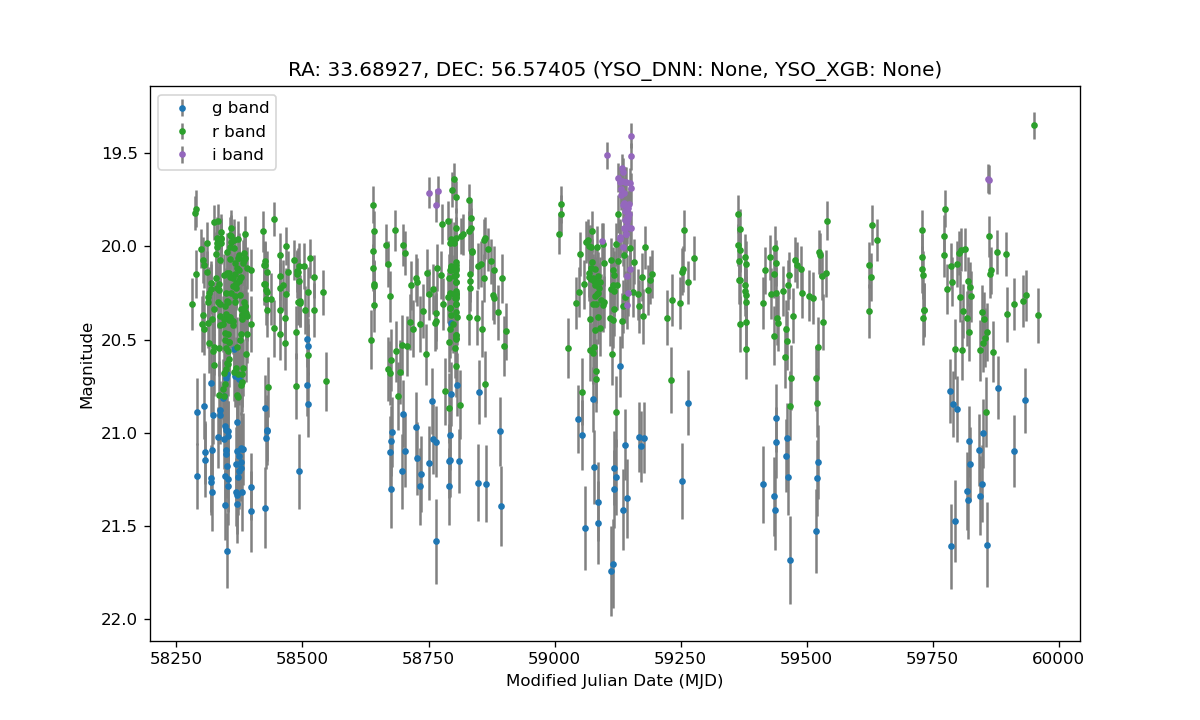 RA: 33.68927, DEC: 56.57405 (YSO_DNN: None, YSO_XGB: None)
g band
r band
i band
19.5
20.0
20.5
21.0
21.5
22.0
Magnitude
58250 58500 58750 59000 59250 59500 59750 60000
Modified Julian Date (MJD)